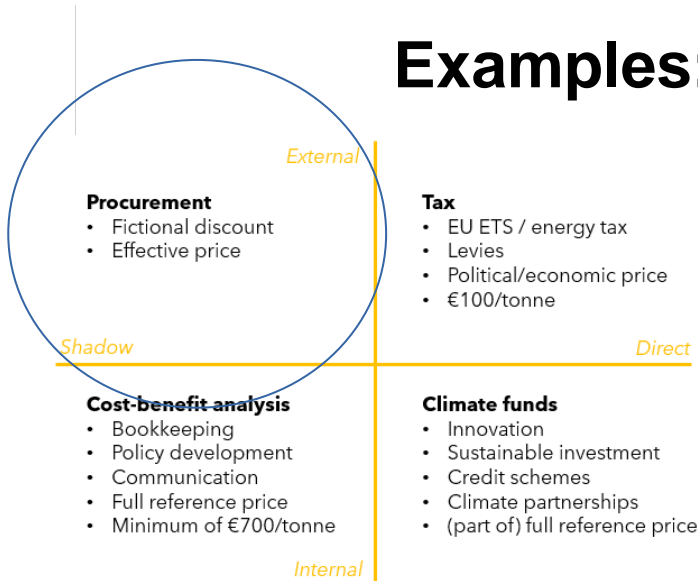 Examples:
External
Procurement
• Fictional discount
• Effective price
Tax
• EU ETS / energy tax
• Levies
• Political/economic price
• €100/tonne
Shadow
Direct
Cost-benefit analysis
• Bookkeeping
• Policy development
• Communication
• Full reference price
• Minimum of €700/tonne
Climate funds
• Innovation
• Sustainable investment
• Credit schemes
• Climate partnerships
• (part of) full reference price
Internal